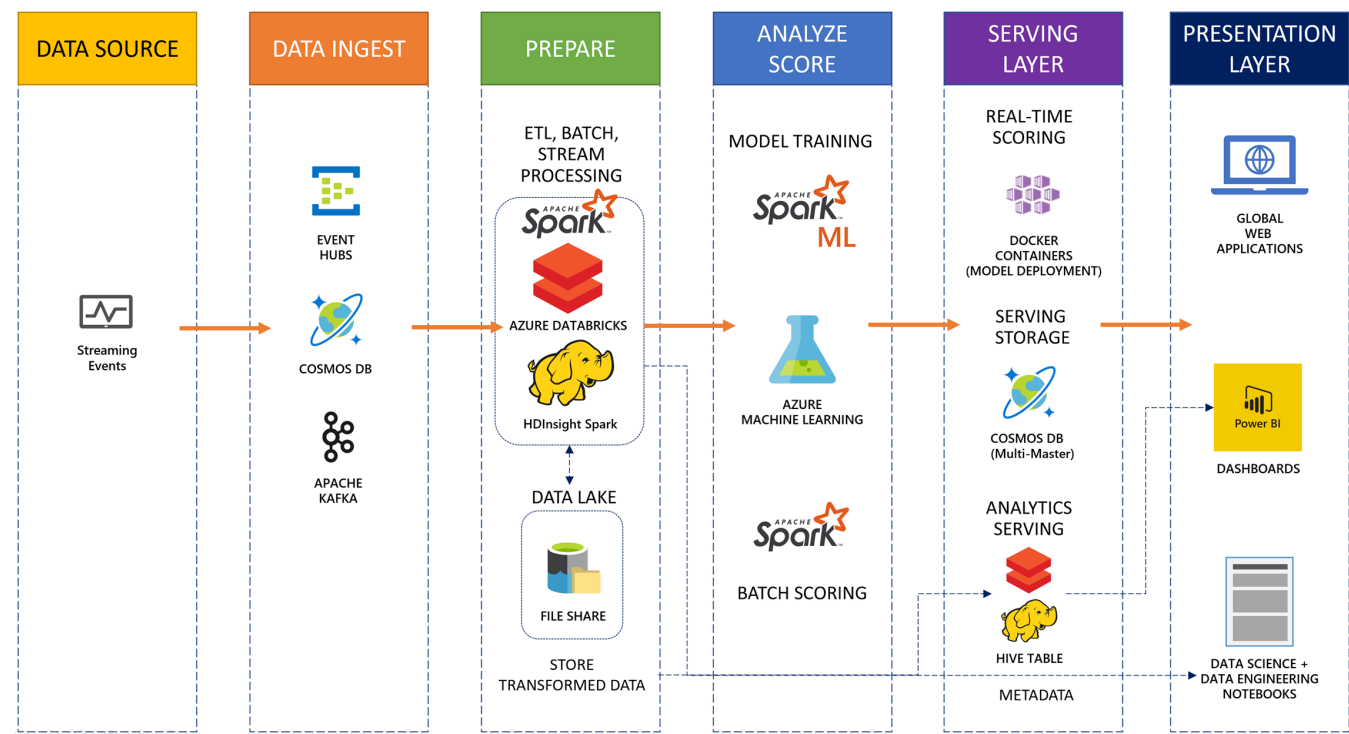 DATA SOURCE
Streaming
Events
DATA INGEST
EVENT
HUBS
COSMOS DB
APACHE
KAFKA
PREPARE
ETL, BATCH,
STREAM
PROCESSING
APACHE
Spark™
AZURE DATABRICKS
HDInsight Spark
DATA LAKE
FILE SHARE
STORE
TRANSFORMED DATA
ANALYZE
SCORE
MODEL TRAINING
APACHE
Spark™
ML
AZURE
MACHINE LEARNING
APACHE
Spark™
BATCH SCORING
SERVING
LAYER
REAL-TIME
SCORING
DOCKER
CONTAINERS
(MODEL DEPLOYMENT)
SERVING
STORAGE
COSMOS DB
(Multi-Master)
ANALYTICS
SERVING
HIVE TABLE
METADATA
PRESENTATION
LAYER
GLOBAL
WEB
APPLICATIONS
Power BI
DASHBOARDS
DATA SCIENCE +
DATA ENGINEERING
NOTEBOOKS